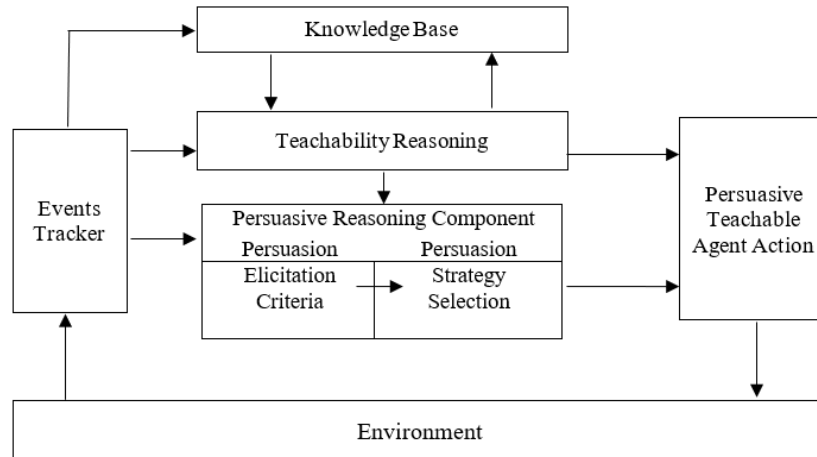 Knowledge Base
Teachability Reasoning
Events
Tracker
Persuasive Reasoning Component
Persuasion
Elicitation
Criteria
Persuasion
Strategy
Selection
Persuasive
Teachable
Agent Action
Environment